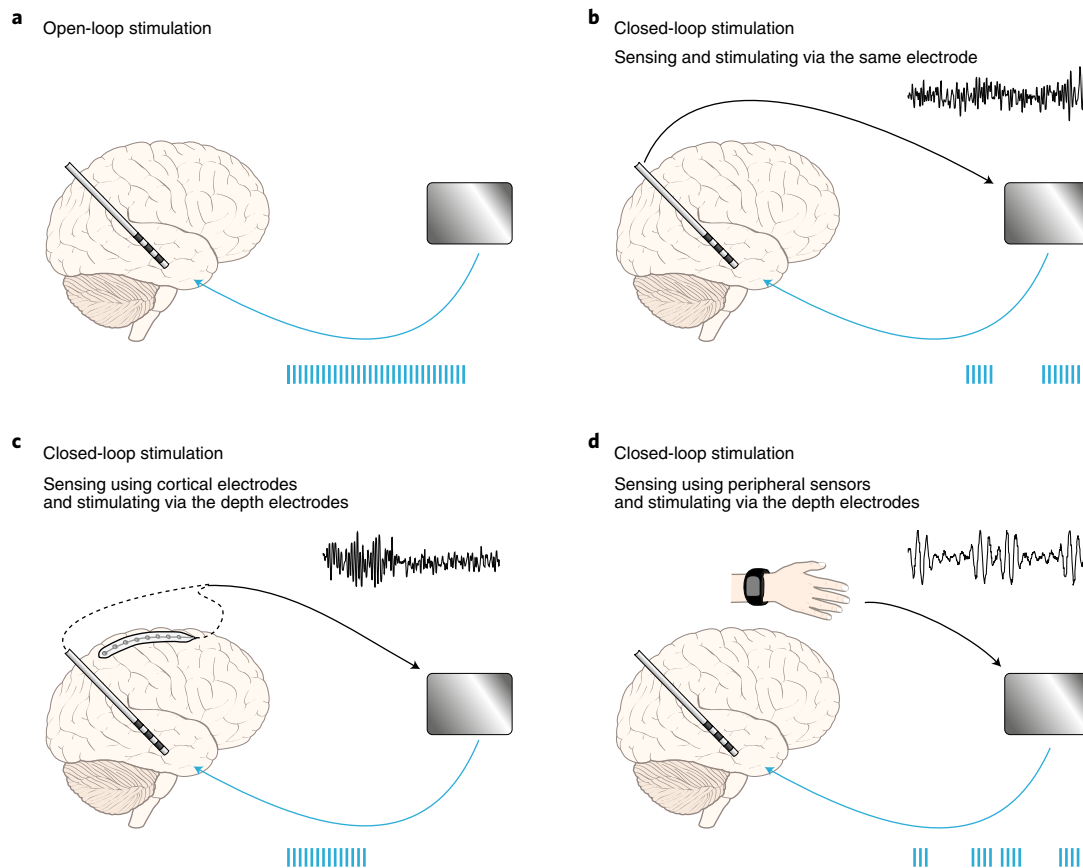 a
Open-loop stimulation
b
Closed-loop stimulation
Sensing and stimulating via the same electrode
c
Closed-loop stimulation
Sensing using cortical electrodes
and stimulating via the depth electrodes
d
Closed-loop stimulation
Sensing using peripheral sensors
and stimulating via the depth electrodes